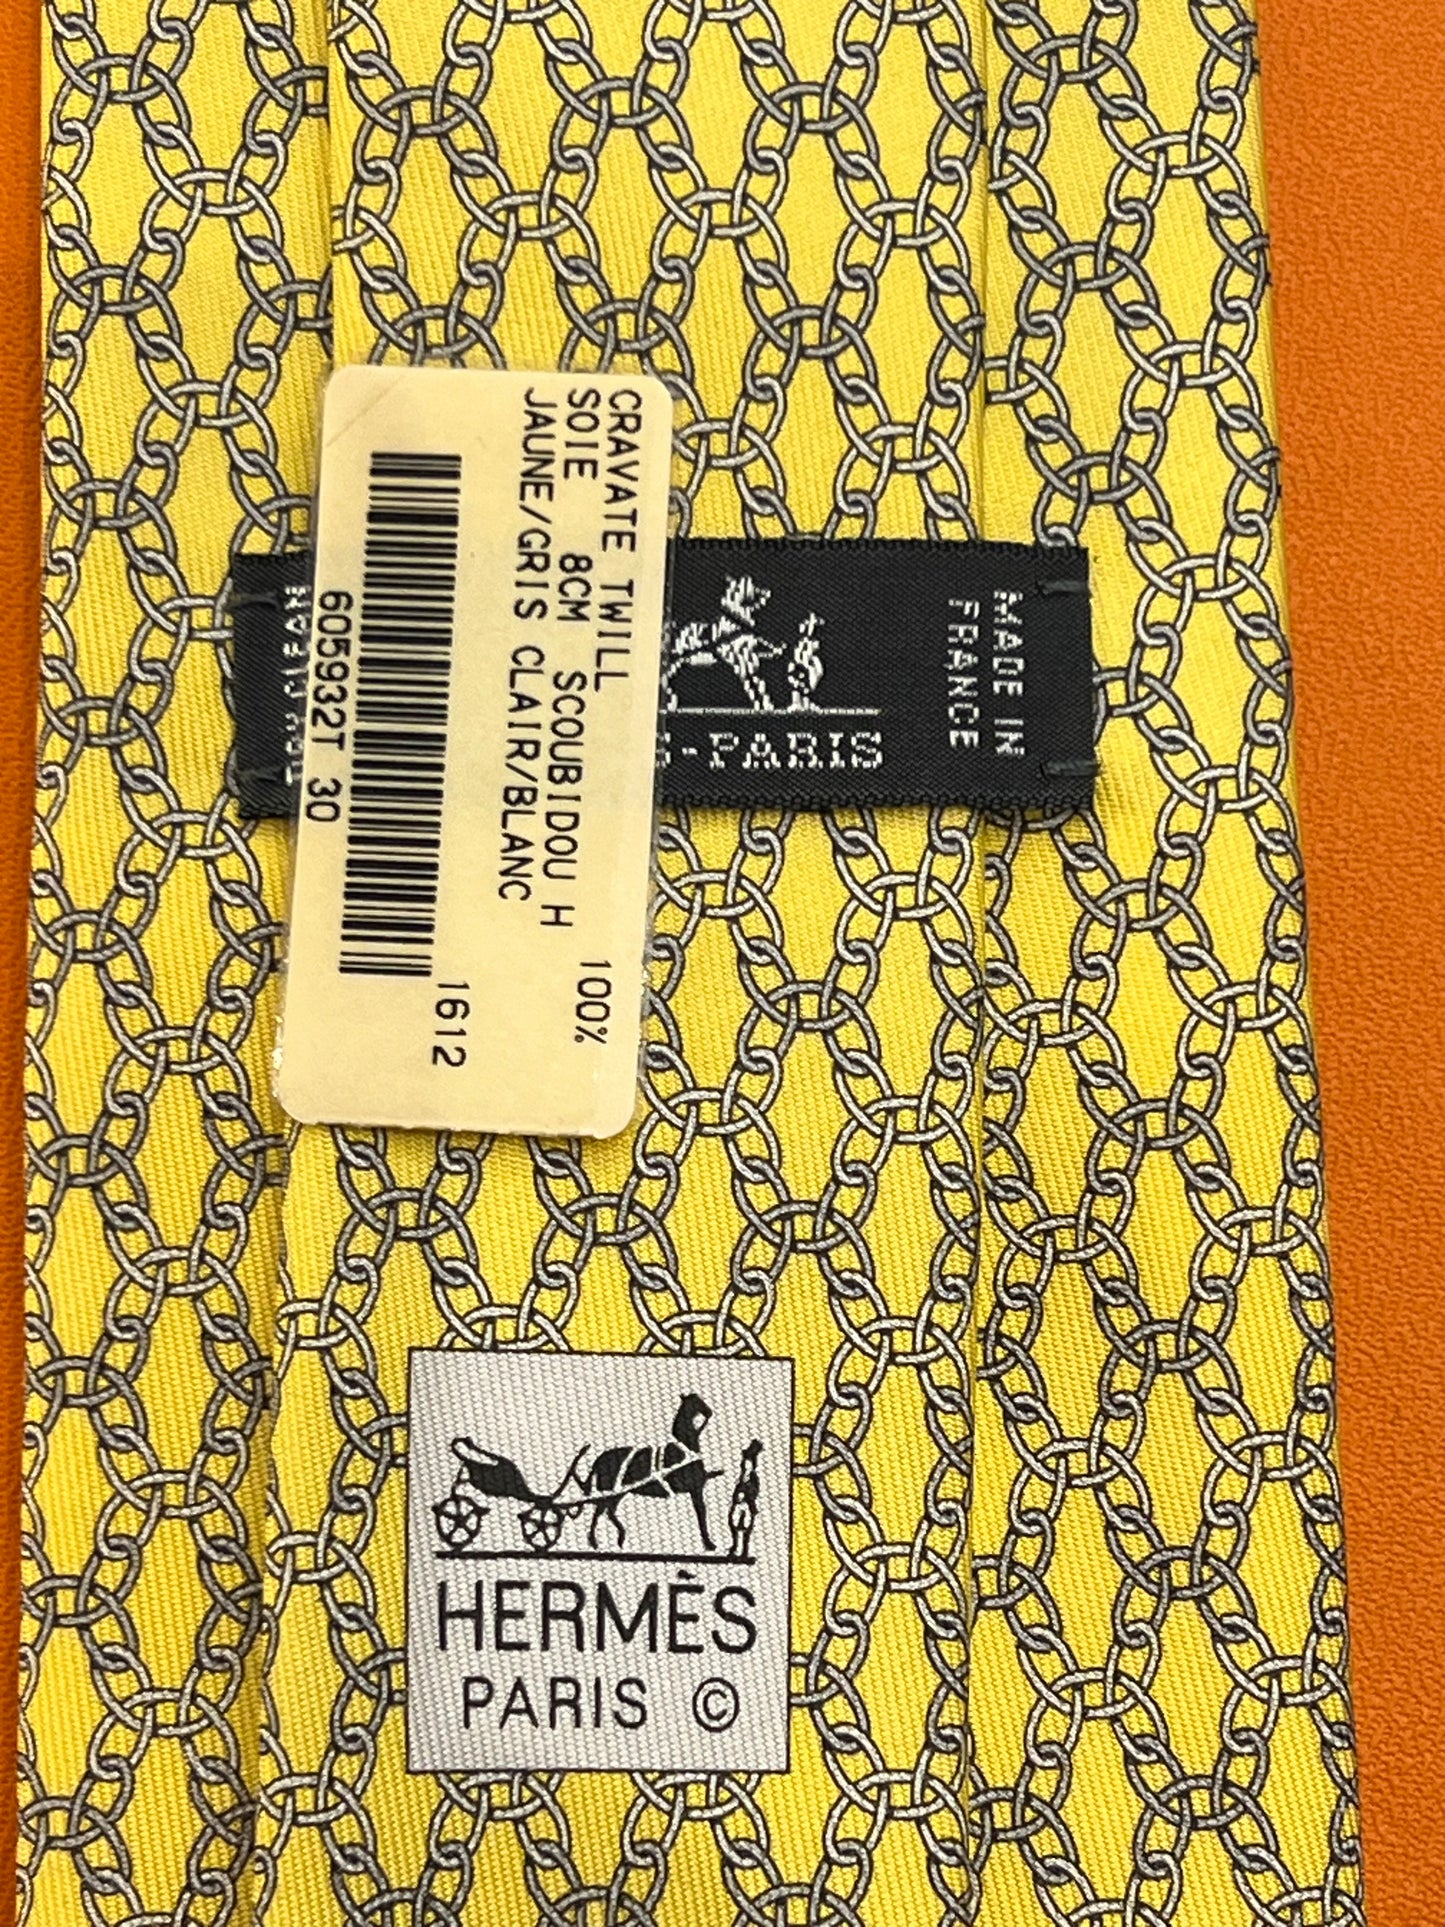 CRAVATE TWILL 100%
SOIE 8CM SCOUBIDOU H
JAUNE/GRIS CLAIR/BLANC
1612
605932T 30
S-PARIS
MADE IN
FRANCE
HERMÈS
PARIS ©